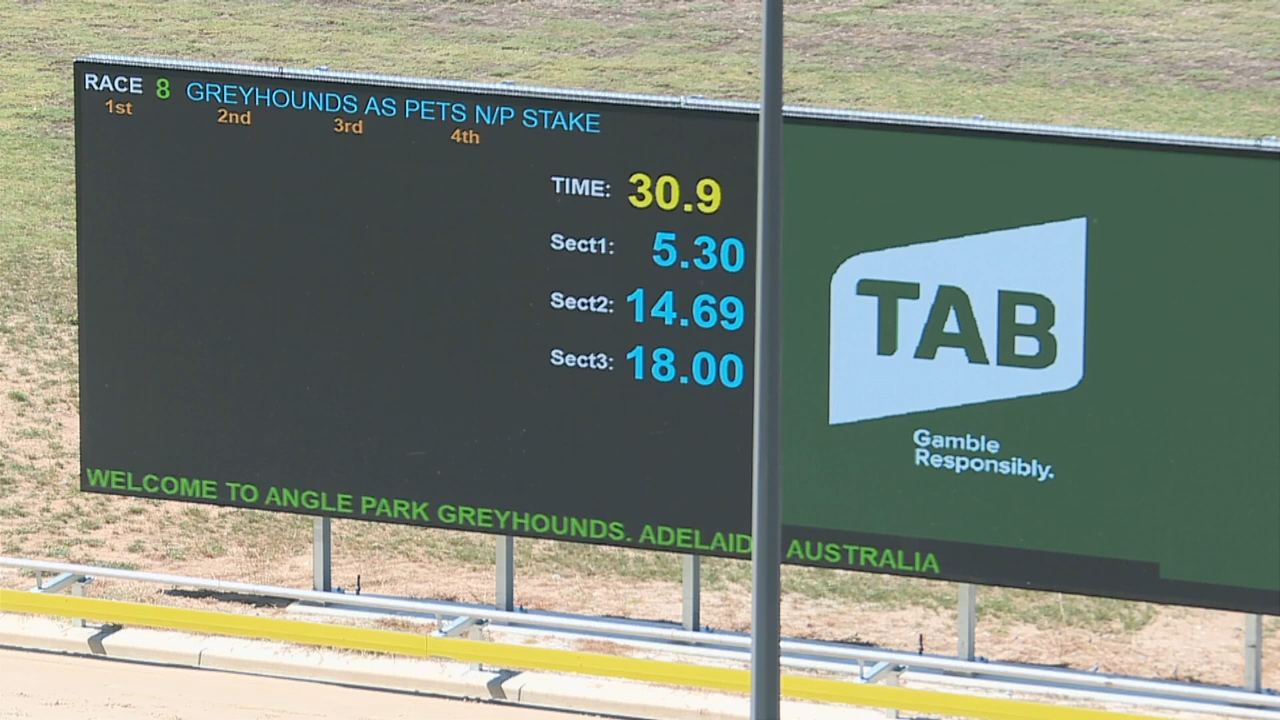 RACE 8 GREYHOUNDS AS PETS N/P STAKE
1st 2nd 3rd 4th
TIME: 30.9
Sect1: 5.30
Sect2: 14.69
Sect3: 18.00
WELCOME TO ANGLE PARK GREYHOUNDS. ADELAID AUSTRALIA
TAB
Gamble
Responsibly.